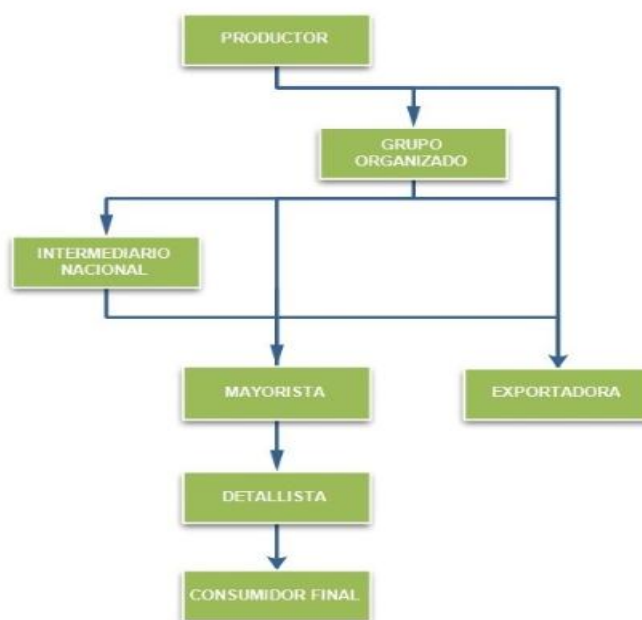 PRODUCTOR
GRUPO
ORGANIZADO
INTERMEDIARIO
NACIONAL
MAYORISTA
EXPORTADORA
DETALLISTA
CONSUMIDOR FINAL